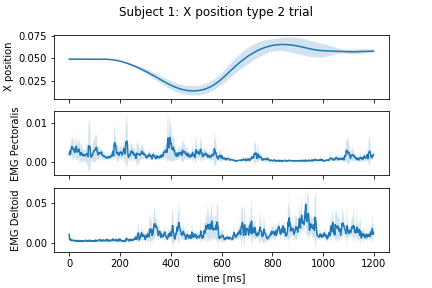 Subject 1: X position type 2 trial
X position
0.075
0.050
0.025
EMG Pectoralis
0.01
0.00
EMG Deltoid
0.05
0.00
0 200 400 600 800 1000 1200
time [ms]